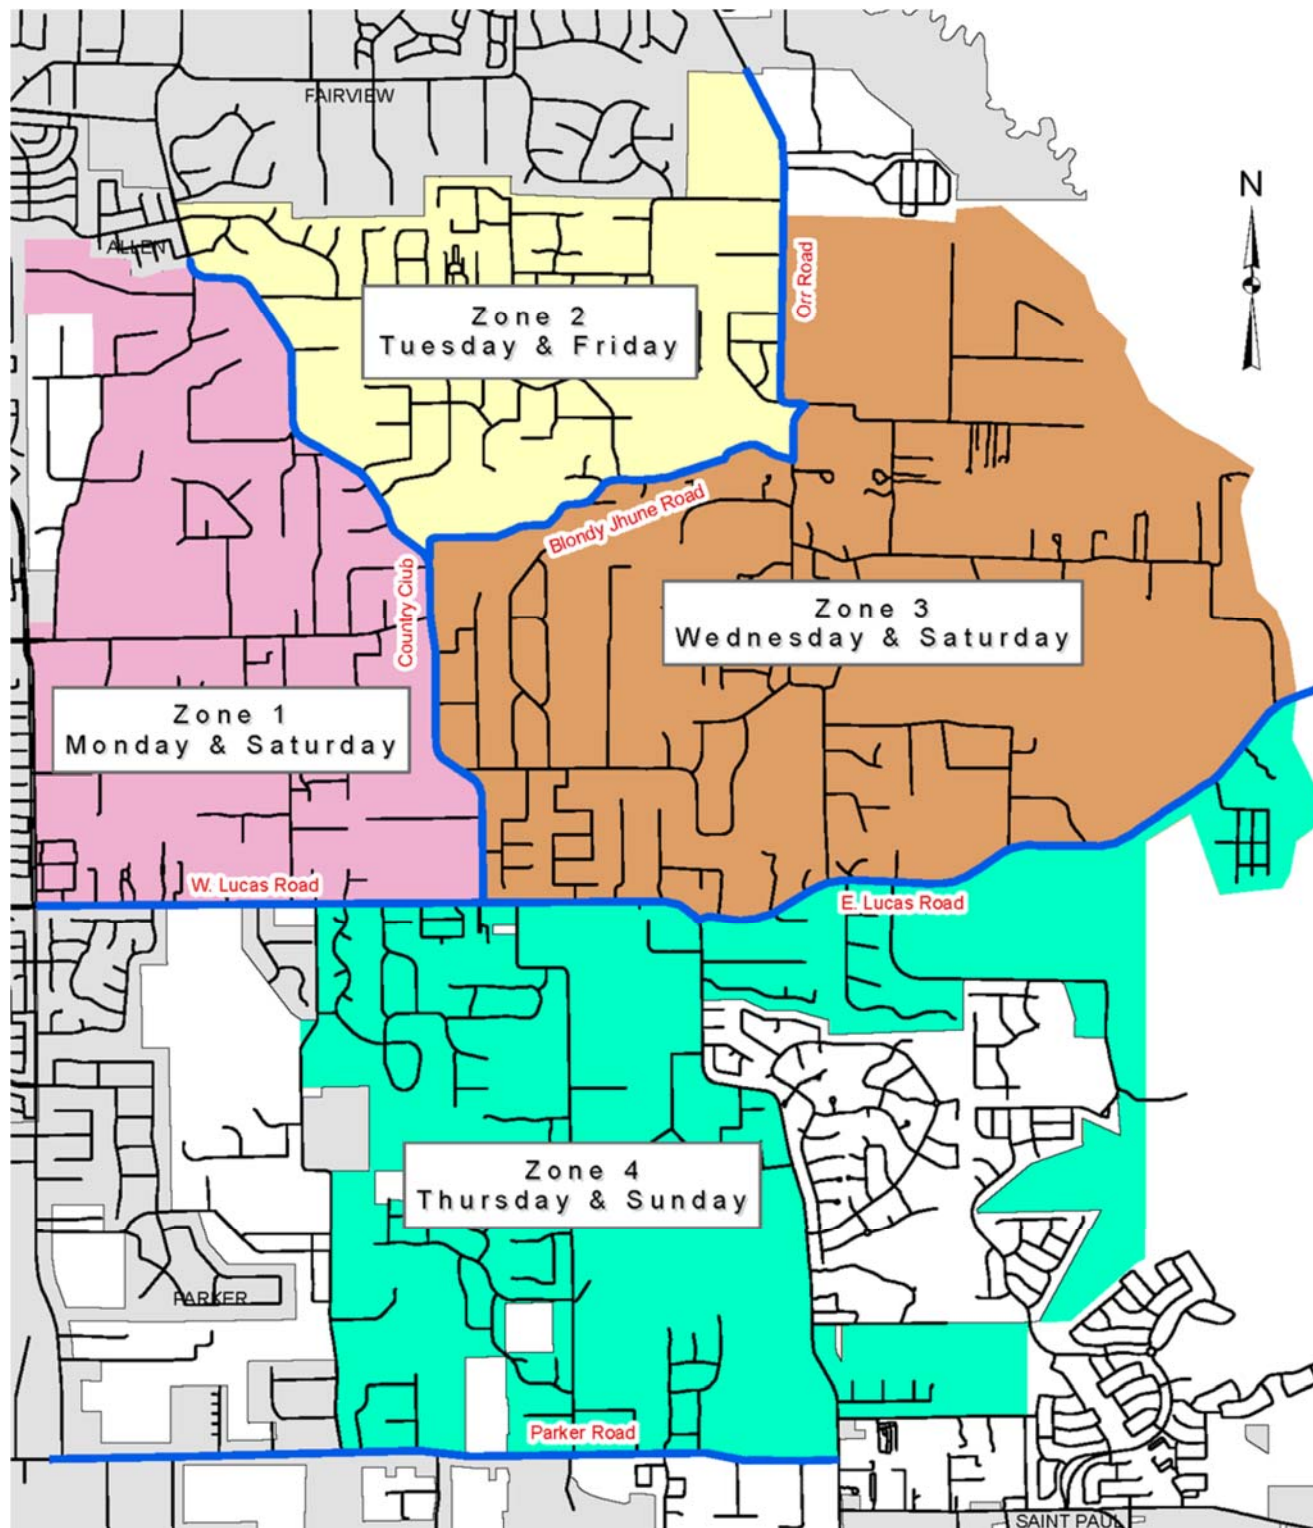 FAIRVIEW
N
ALLEN
Orr Road
Zone 2
Tuesday & Friday
Blondy Jhune Road
Country Club
Zone 3
Wednesday & Saturday
Zone 1
Monday & Saturday
W. Lucas Road
E. Lucas Road
Zone 4
Thursday & Sunday
PARKER
Parker Road
SAINT PAUL